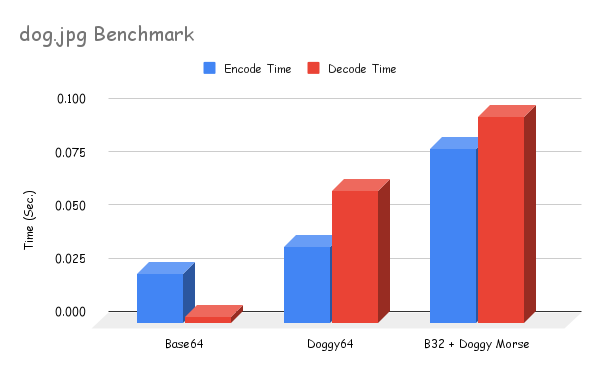 dog.jpg Benchmark
Encode Time Decode Time
0.100
0.075
0.050
0.025
0.000
Time (Sec.)
Base64 Doggy64 B32 + Doggy Morse